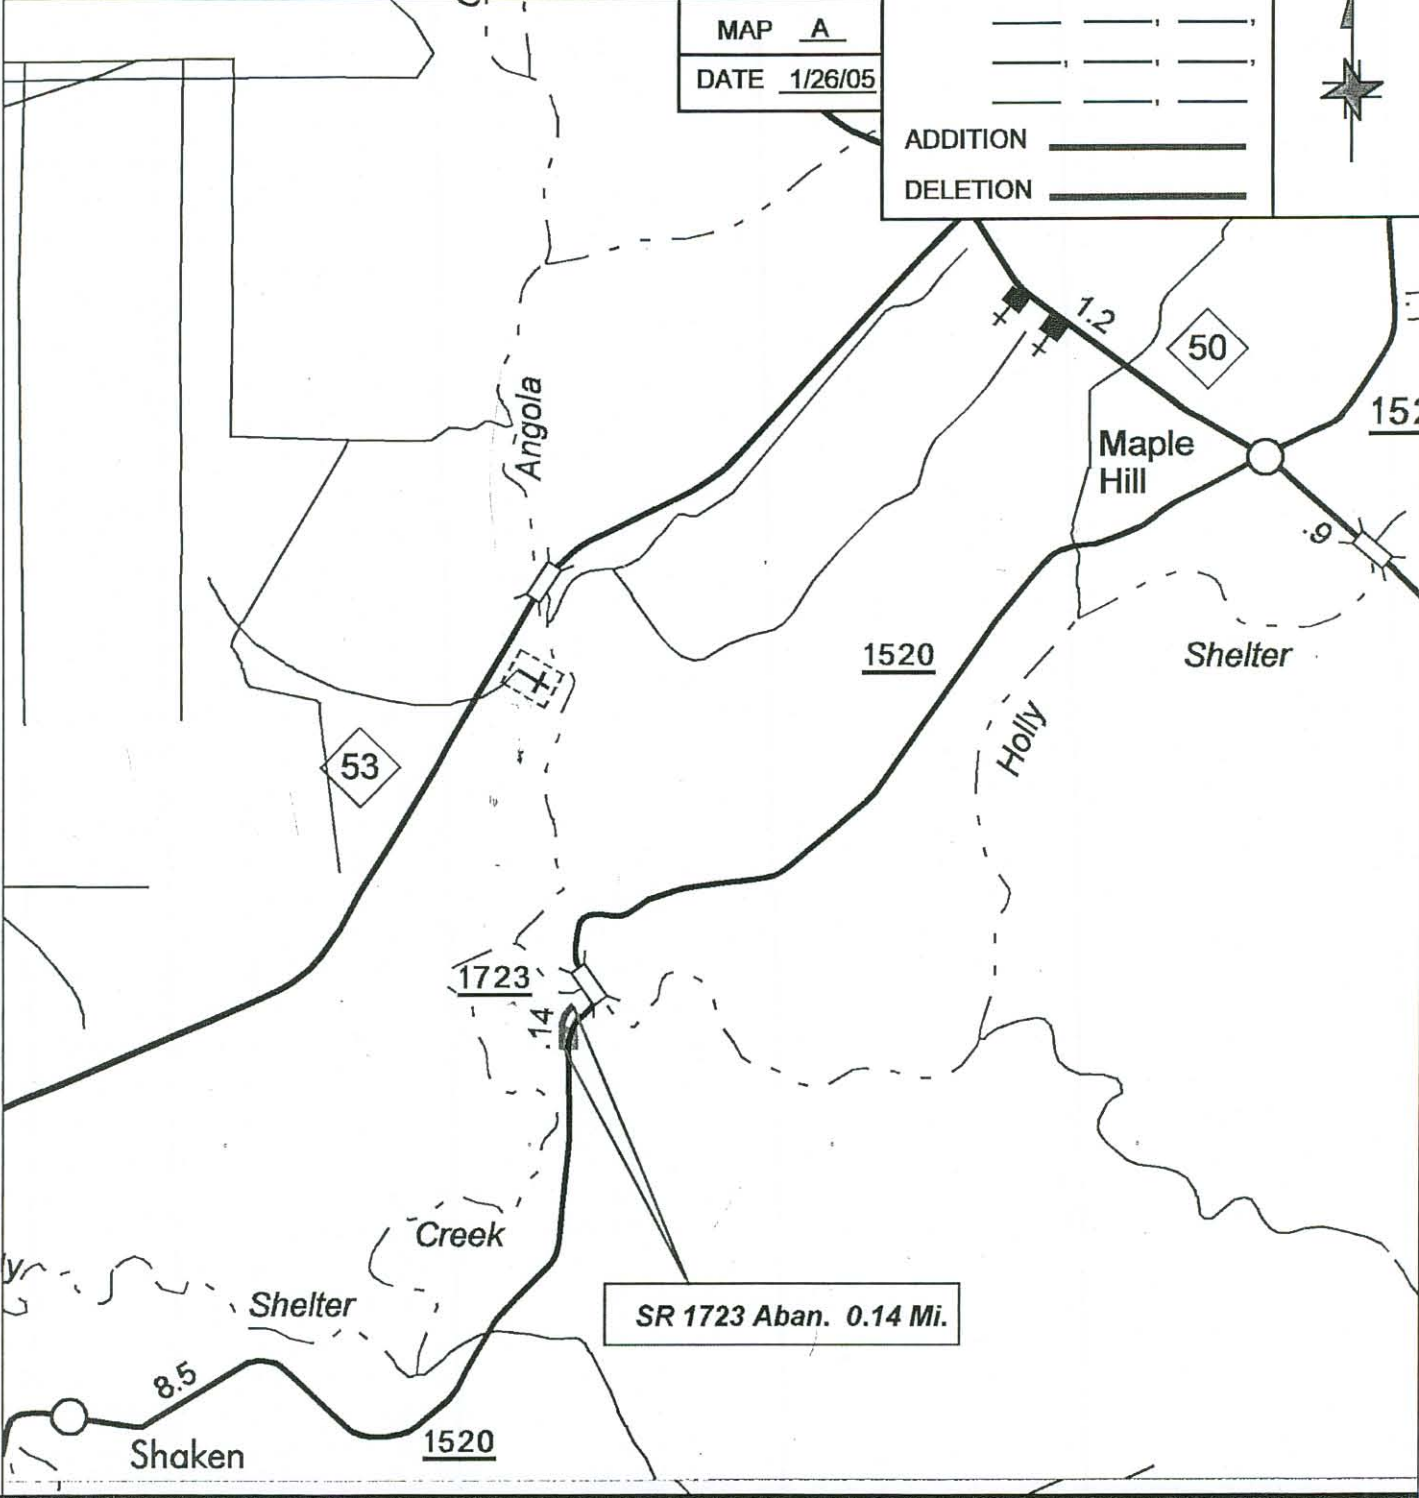 MAP A
DATE 1/26/05
ADDITION
DELETION
1.2
50
Angola
Maple
Hill
.9
1520
Shelter
Holly
53
1723
.14
Creek
Shelter
SR 1723 Aban. 0.14 Mi.
8.5
1520
Shaken